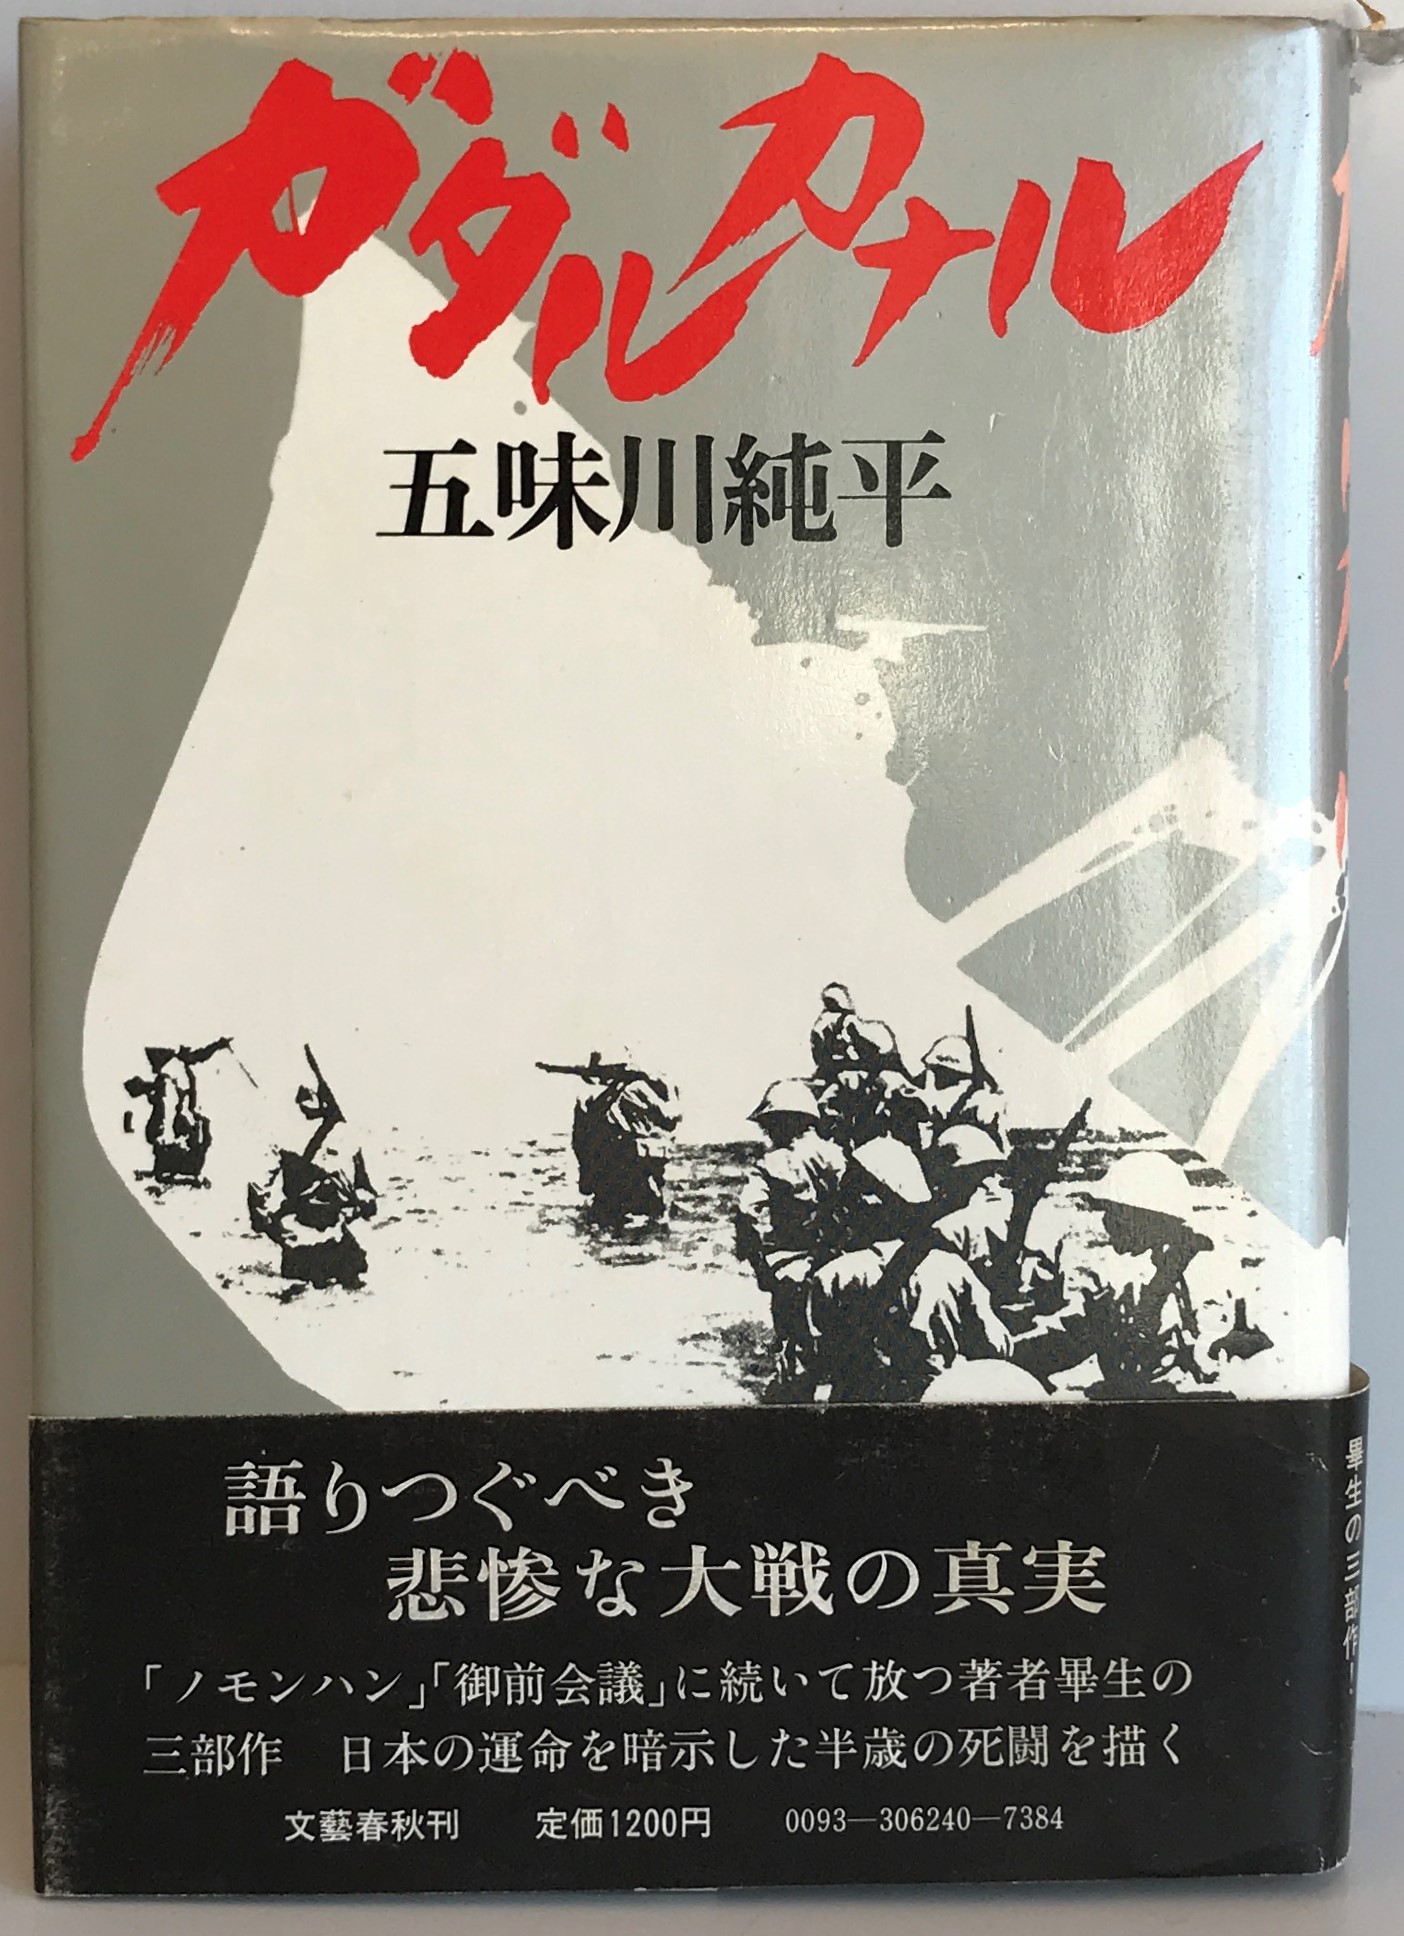 ガダルカナル
五味川純平
語りつぐべき
悲惨な大戦の真実
「ノモンハン」「御前会議」に続いて放つ著者畢生の
三部作　日本の運命を暗示した半歳の死闘を描く
文藝春秋刊　定価1200円　0093—306240—7384
畢生の三部作！